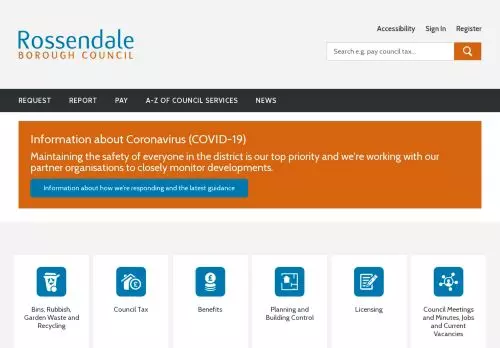 Accessibility Sign In Register
Rossendale
BOROUGH COUNCIL
Search e.g. pay council tax...
REQUEST REPORT PAY A-Z OF COUNCIL SERVICES NEWS
Information about Coronavirus (COVID-19)
Maintaining the safety of everyone in the district is our top priority and we're working with our
partner organisations to closely monitor developments.
Information about how we're responding and the latest guidance
Bins, Rubbish,
Garden Waste and
Recycling
Council Tax
Benefits
Planning and
Building Control
Licensing
Council Meetings
and Minutes, Jobs
and Current
Vacancies